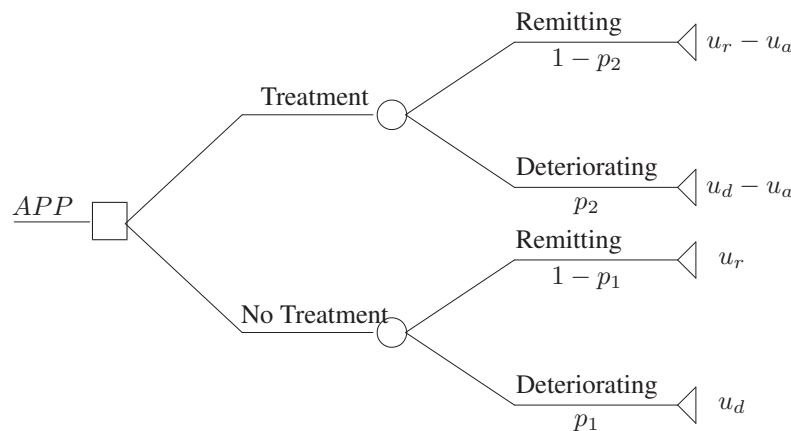 Remitting
1 − p₂
u_r − u_a
Treatment
Deteriorating
p₂
u_d − u_a
APP
Remitting
1 − p₁
u_r
No Treatment
Deteriorating
p₁
u_d